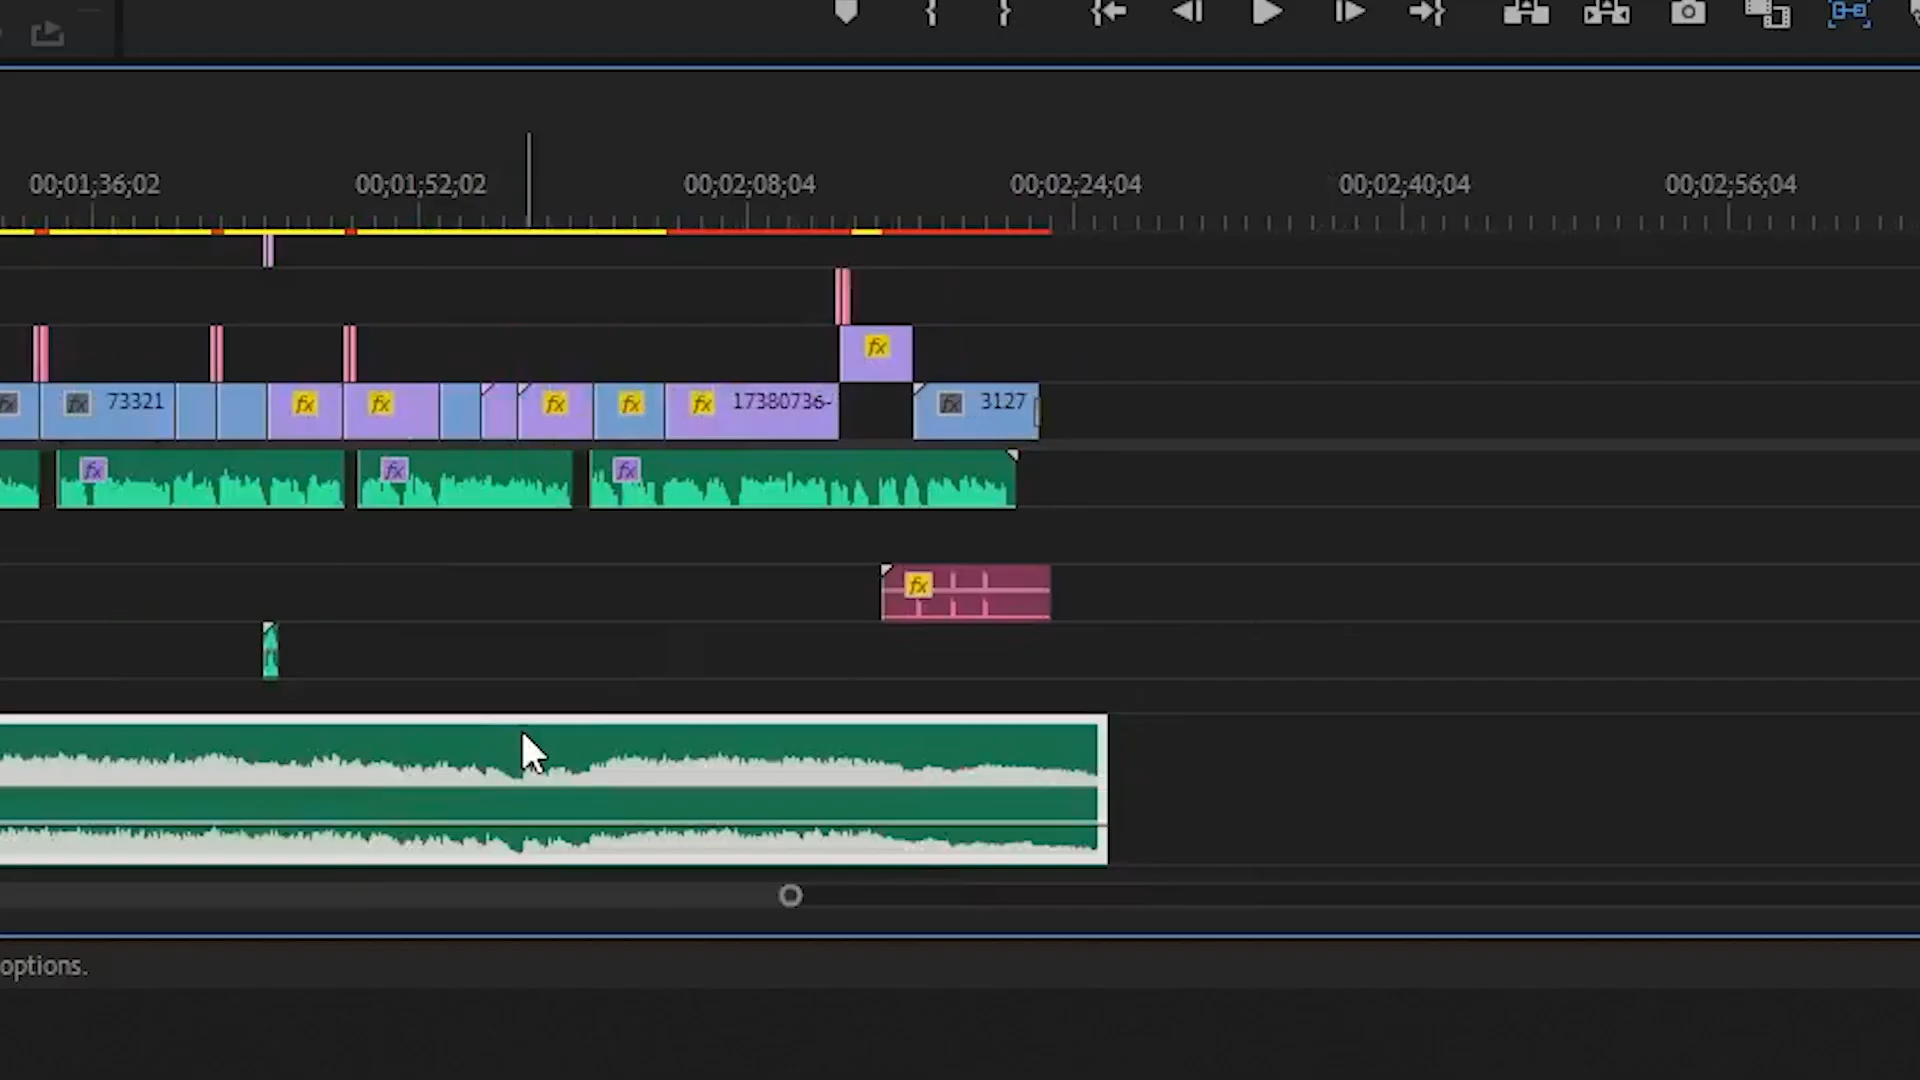 00;01;36;02 00;01;52;02 00;02;08;04 00;02;24;04 00;02;40;04 00;02;56;04
fx
fx fx 73321 fx fx fx fx fx 17380736- fx 3127
fx fx fx
fx
options.